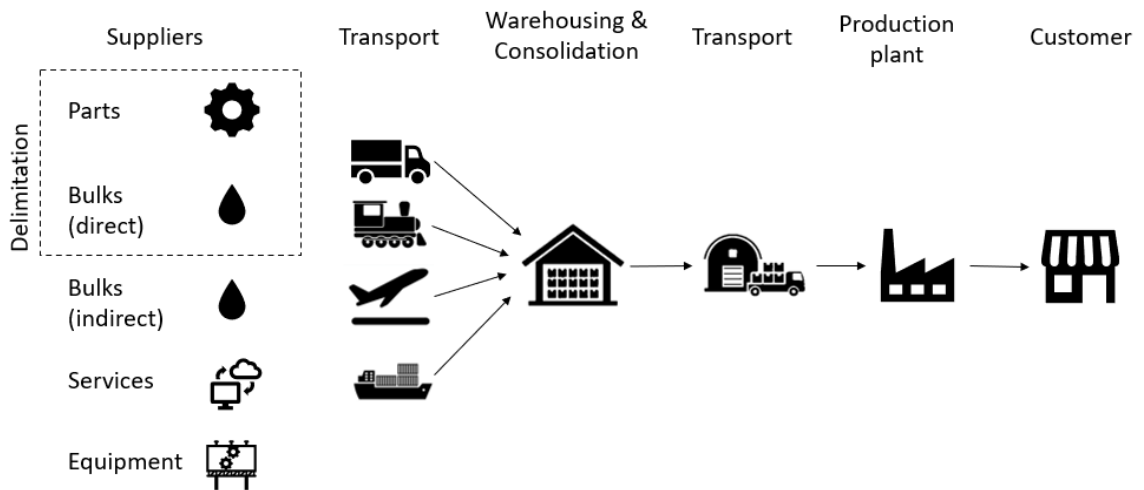 Suppliers
Transport
Warehousing &
Consolidation
Transport
Production
plant
Customer
Delimitation
Parts
Bulks
(direct)
Bulks
(indirect)
Services
Equipment